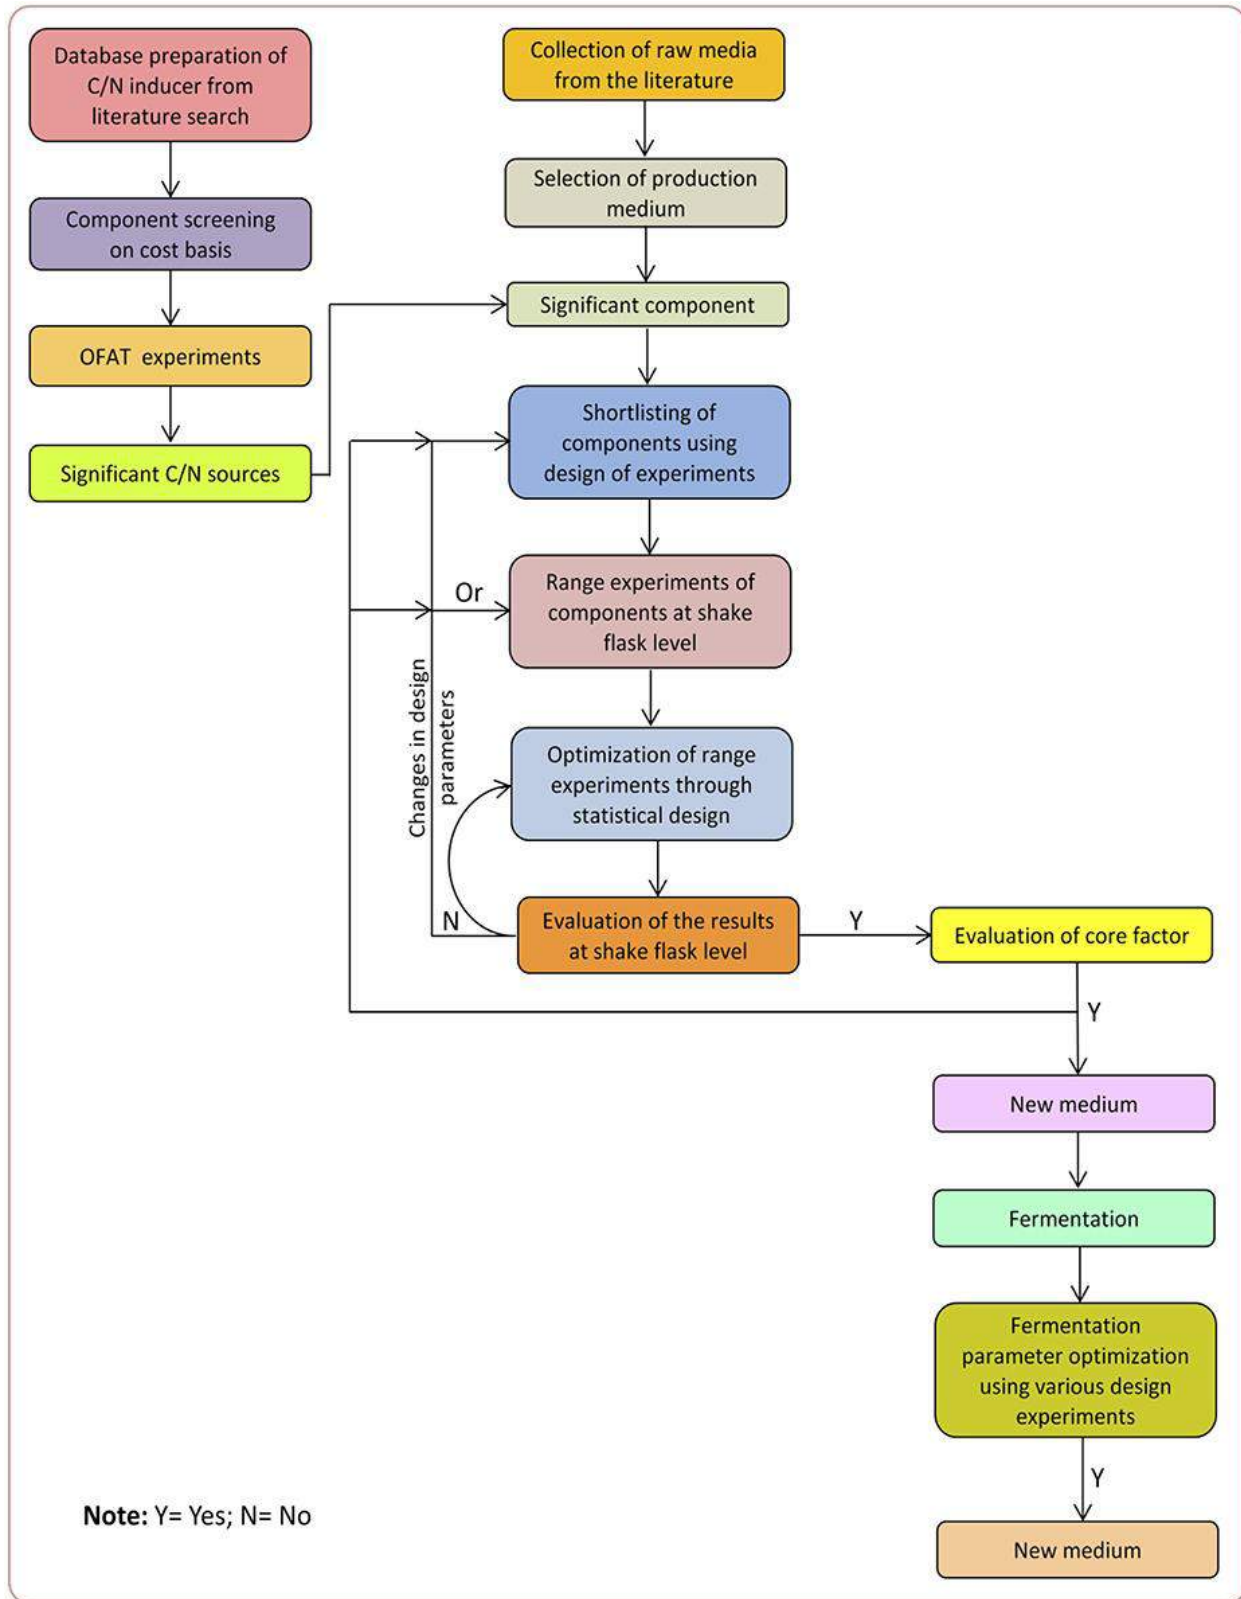 Database preparation of
C/N inducer from
literature search
Component screening
on cost basis
OFAT experiments
Significant C/N sources
Collection of raw media
from the literature
Selection of production
medium
Significant component
Shortlisting of
components using
design of experiments
Or
Range experiments of
components at shake
flask level
Changes in design
parameters
Optimization of range
experiments through
statistical design
N
Evaluation of the results
at shake flask level
Y
Evaluation of core factor
Y
New medium
Fermentation
Fermentation
parameter optimization
using various design
experiments
Y
New medium
Note: Y= Yes; N= No